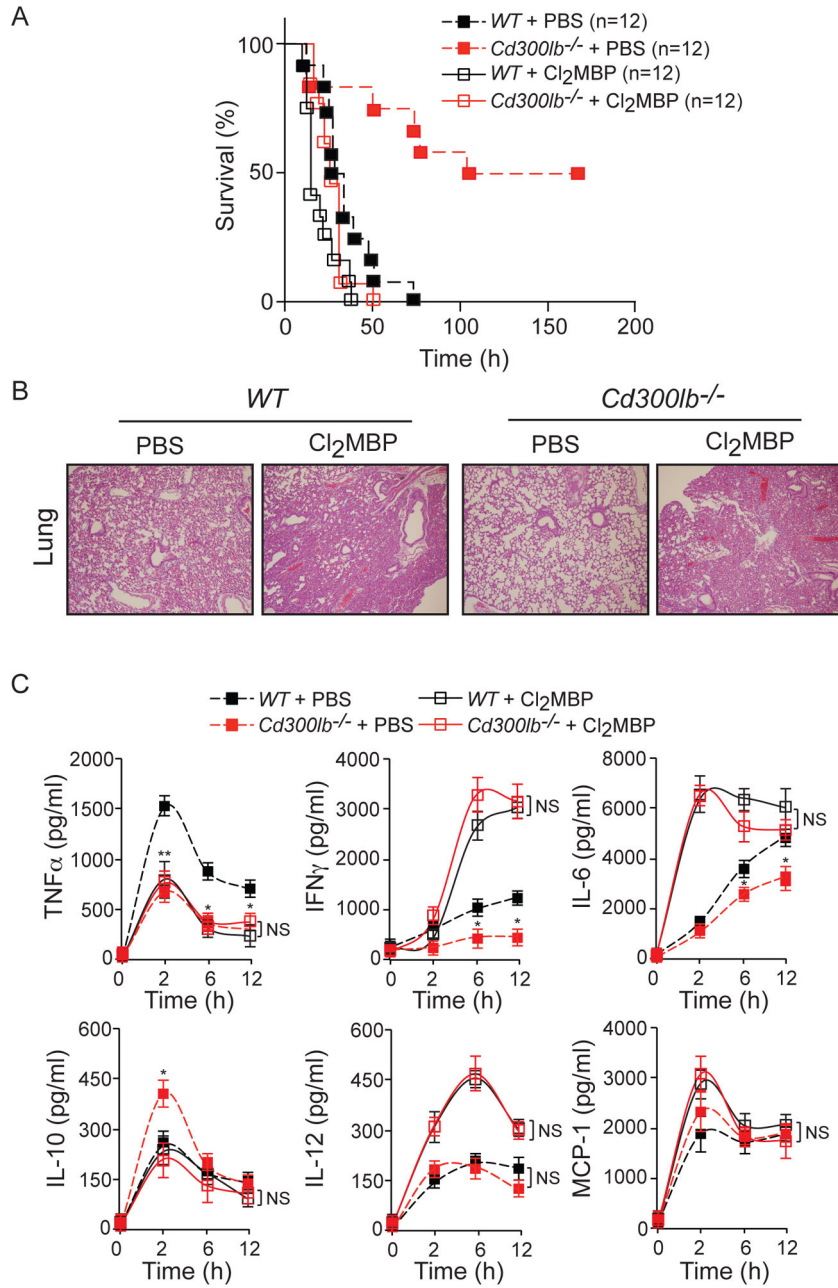 A
WT + PBS (n=12)
Cd300lb-/- + PBS (n=12)
WT + Cl2MBP (n=12)
Cd300lb-/- + Cl2MBP (n=12)
Survival (%)
100
50
0
0 50 100 150 200
Time (h)
B
WT Cd300lb-/-
PBS Cl2MBP PBS Cl2MBP
Lung
C
WT + PBS WT + Cl2MBP
Cd300lb-/- + PBS Cd300lb-/- + Cl2MBP
TNFα (pg/ml)
2000
1500
1000
500
0
**
*
*
NS
0 2 6 12
Time (h)
IFNγ (pg/ml)
4000
3000
2000
1000
0
NS
*
*
0 2 6 12
Time (h)
IL-6 (pg/ml)
8000
6000
4000
2000
0
NS
*
*
0 2 6 12
Time (h)
IL-10 (pg/ml)
600
450
300
150
0
*
NS
0 2 6 12
Time (h)
IL-12 (pg/ml)
600
450
300
150
0
NS
NS
0 2 6 12
Time (h)
MCP-1 (pg/ml)
4000
3000
2000
1000
0
NS
0 2 6 12
Time (h)